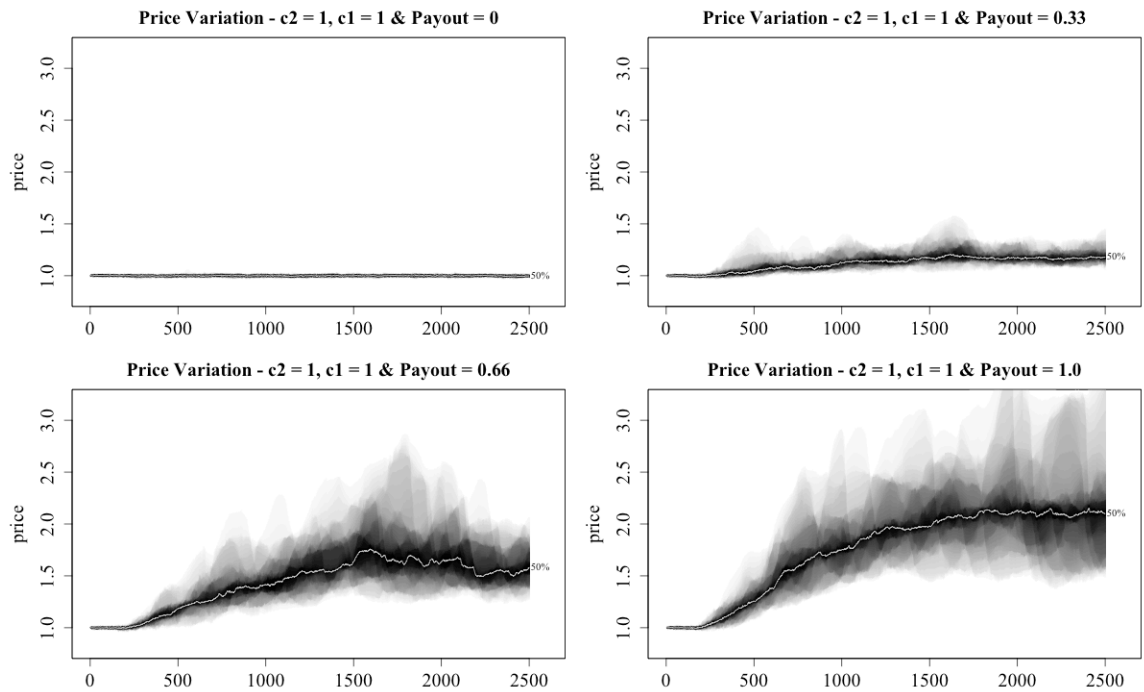 Price Variation - c2 = 1, c1 = 1 & Payout = 0
price
3.0
2.5
2.0
1.5
1.0
50%
0 500 1000 1500 2000 2500
Price Variation - c2 = 1, c1 = 1 & Payout = 0.33
price
3.0
2.5
2.0
1.5
1.0
50%
0 500 1000 1500 2000 2500
Price Variation - c2 = 1, c1 = 1 & Payout = 0.66
price
3.0
2.5
2.0
1.5
1.0
50%
0 500 1000 1500 2000 2500
Price Variation - c2 = 1, c1 = 1 & Payout = 1.0
price
3.0
2.5
2.0
1.5
1.0
50%
0 500 1000 1500 2000 2500